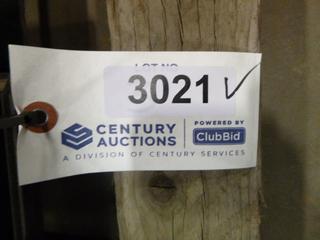 LOT NO.
3021
CENTURY
AUCTIONS
POWERED BY
ClubBid
A DIVISION OF CENTURY SERVICES